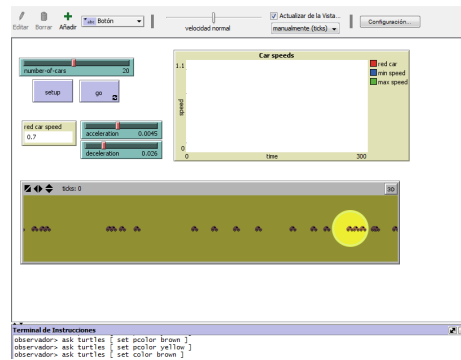 Editar Borrar Añadir
abc Botón
velocidad normal
Actualizar de la Vista...
manualmente (ticks)
Configuración...
number-of-cars 20
setup
go
red car speed
0.7
acceleration 0.0045
deceleration 0.026
Car speeds
1.1
speed
0
0
time
300
red car
min speed
max speed
ticks: 0
3D
Terminal de Instrucciones
observador> ask turtles [ set pcolor brown ]
observador> ask turtles [ set pcolor yellow ]
observador> ask turtles [ set color brown ]